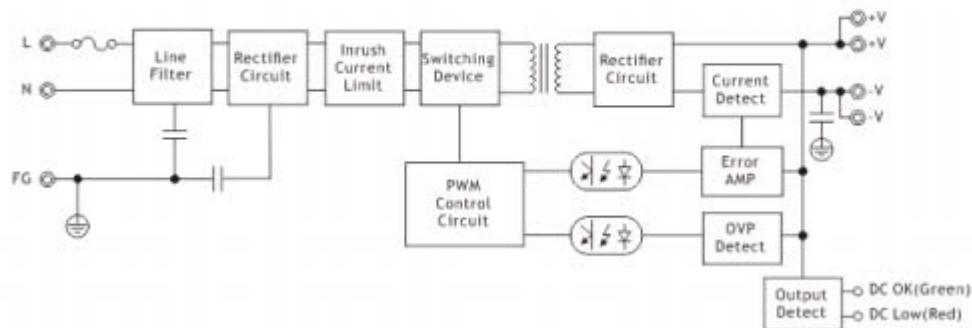 +V
L
+V
Line
Filter
Rectifier
Circuit
Inrush
Current
Limit
Switching
Device
Rectifier
Circuit
Current
Detect
N
-V
-V
FG
PWM
Control
Circuit
Error
AMP
OVP
Detect
Output
Detect
DC OK(Green)
DC Low(Red)